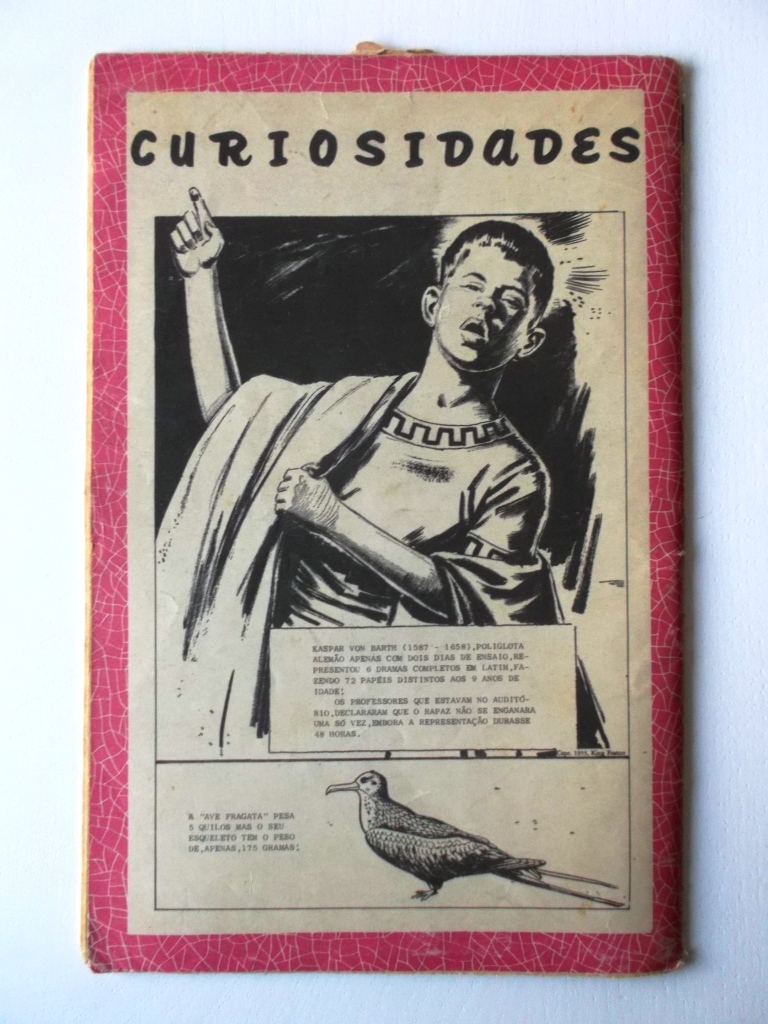 CURIOSIDADES
KASPAR VON BARTH (1587 - 1658),POLIGLOTA
ALEMÃO APENAS COM DOIS DIAS DE ENSAIO,RE-
PRESENTOU 6 DRAMAS COMPLETOS EM LATIM,FA-
ZENDO 72 PAPÉIS DISTINTOS AOS 9 ANOS DE
IDADE;
OS PROFESSORES QUE ESTAVAM NO AUDITÓ-
RIO,DECLARARAM QUE O RAPAZ NÃO SE ENGANARA
UMA SÓ VEZ,EMBORA A REPRESENTAÇÃO DURASSE
48 HORAS.
King
A "AVE FRAGATA" PESA
5 QUILOS MAS O SEU
ESQUELETO TEM O PESO
DE,APENAS,175 GRAMAS;